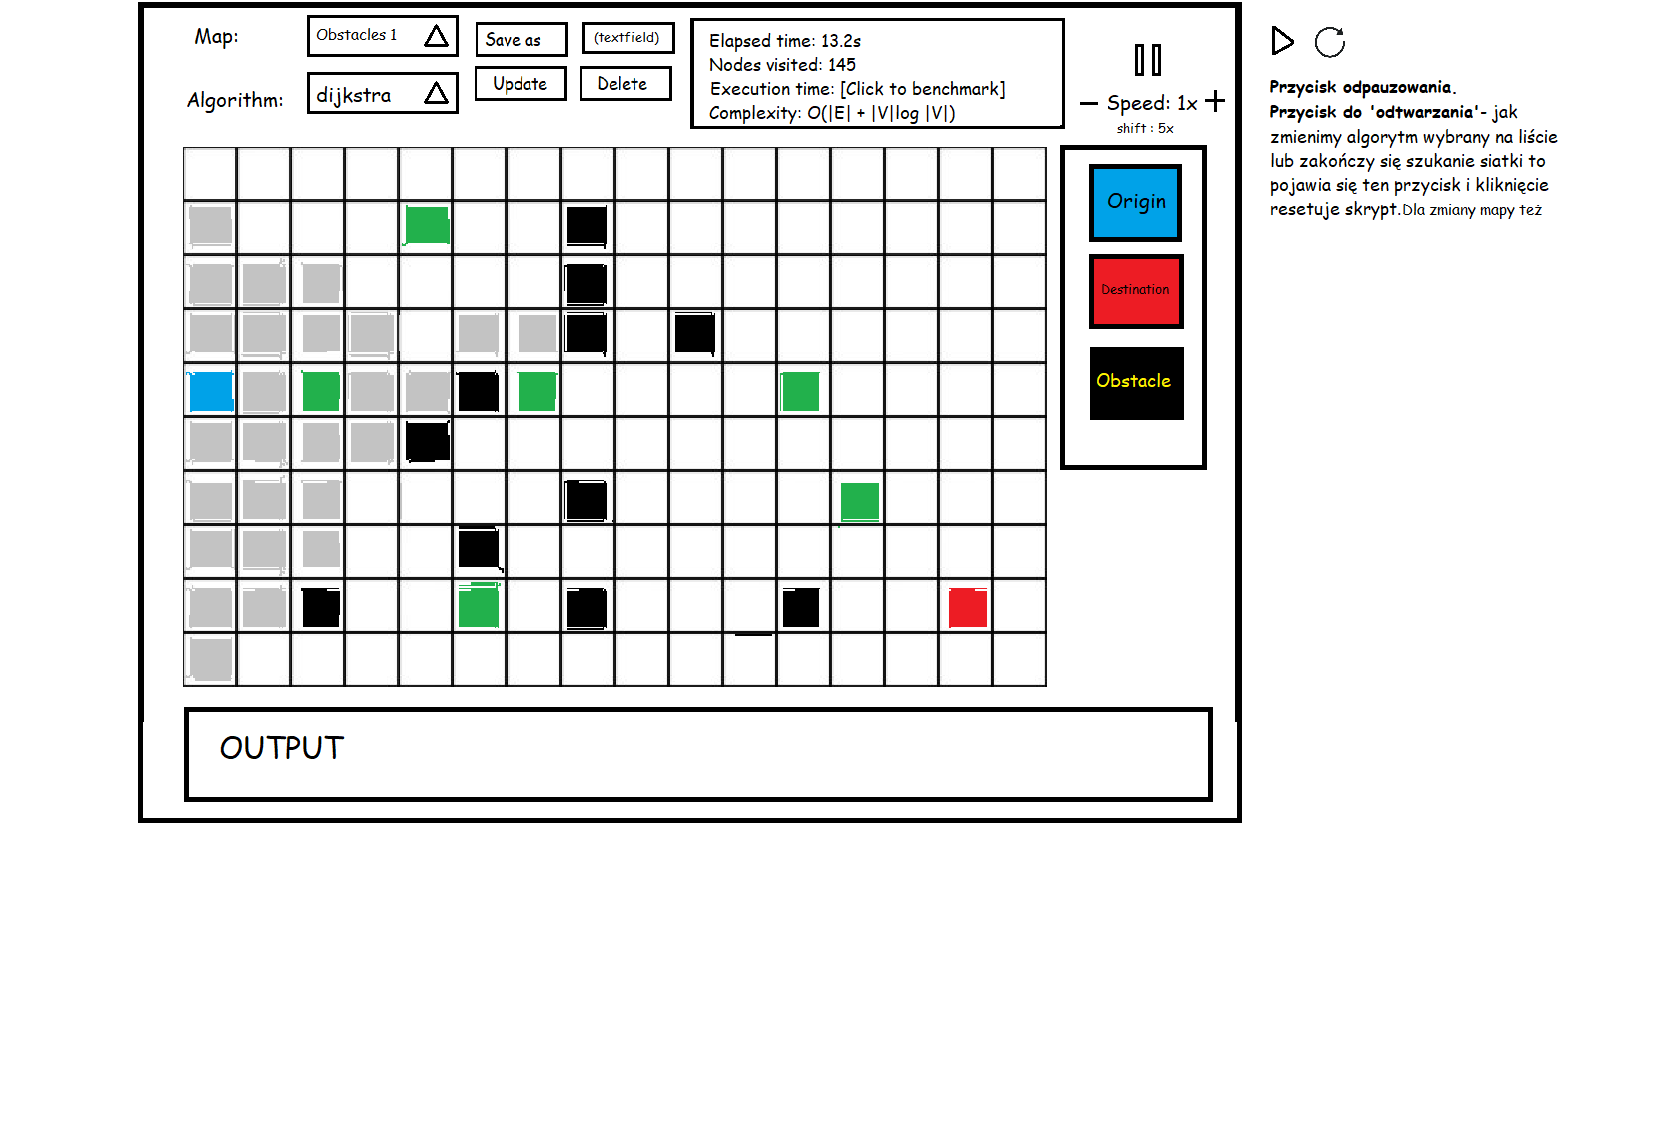 Map:
Obstacles 1
Save as
(textfield)
Algorithm:
dijkstra
Update
Delete
Elapsed time: 13.2s
Nodes visited: 145
Execution time: [Click to benchmark]
Complexity: O(|E| + |V|log |V|)
— Speed: 1x +
shift : 5x
Origin
Destination
Obstacle
OUTPUT
Przycisk odpauzowania.
Przycisk do 'odtwarzania'- jak
zmienimy algorytm wybrany na liście
lub zakończy się szukanie siatki to
pojawia się ten przycisk i kliknięcie
resetuje skrypt.Dla zmiany mapy też